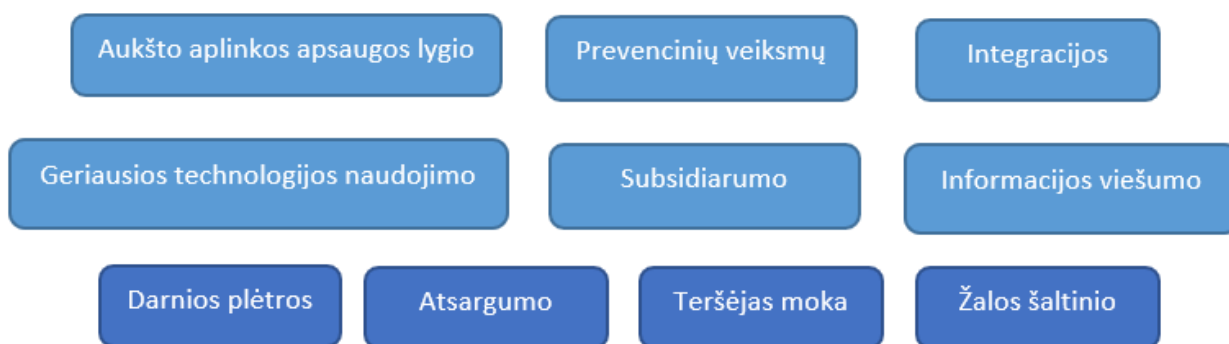 Aukšto aplinkos apsaugos lygio
Prevencinių veiksmų
Integracijos
Geriausios technologijos naudojimo
Subsidiarumo
Informacijos viešumo
Darnios plėtros
Atsargumo
Teršėjas moka
Žalos šaltinio